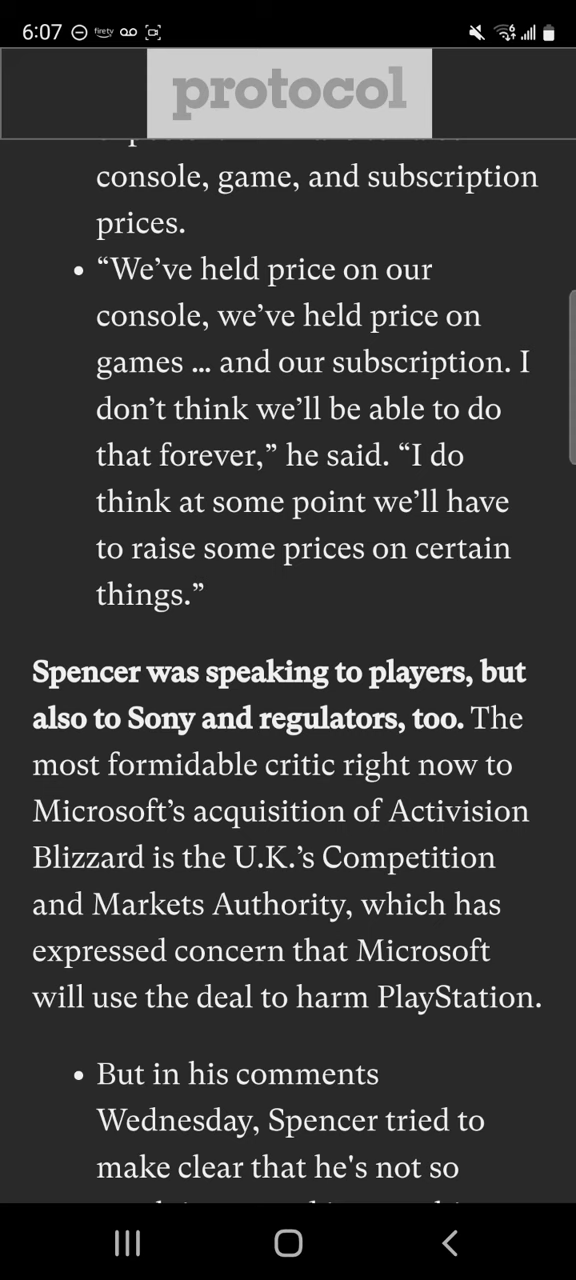 6:07 firetv 6
protocol
console, game, and subscription
prices.
• “We’ve held price on our
console, we’ve held price on
games ... and our subscription. I
don’t think we’ll be able to do
that forever,” he said. “I do
think at some point we’ll have
to raise some prices on certain
things.”
Spencer was speaking to players, but
also to Sony and regulators, too. The
most formidable critic right now to
Microsoft’s acquisition of Activision
Blizzard is the U.K.’s Competition
and Markets Authority, which has
expressed concern that Microsoft
will use the deal to harm PlayStation.
• But in his comments
Wednesday, Spencer tried to
make clear that he's not so